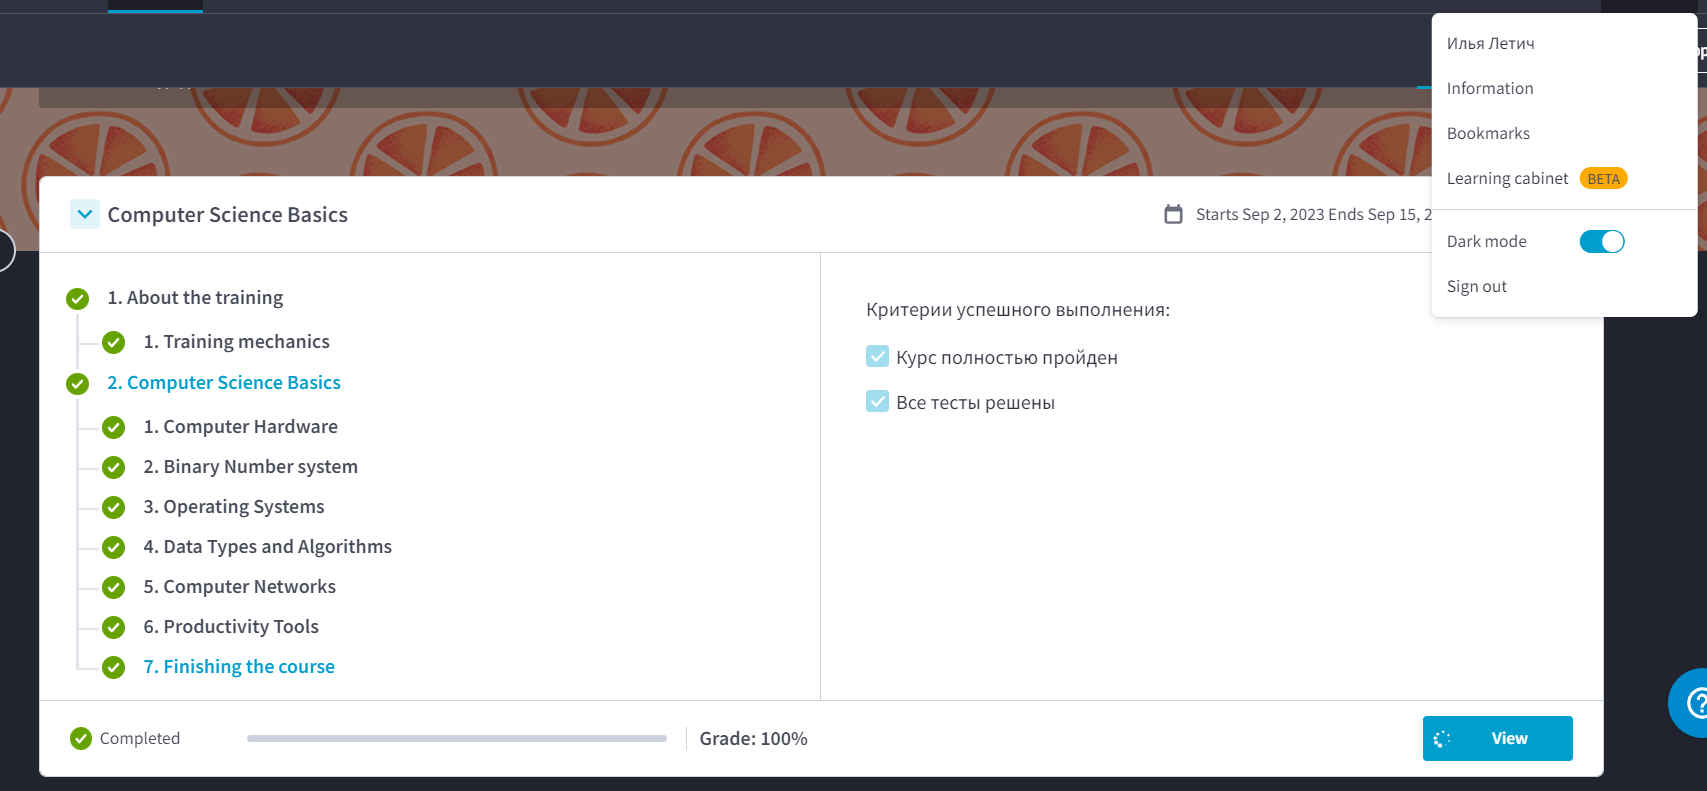 Илья Летич
Information
Bookmarks
Learning cabinet BETA
Dark mode
Sign out
Computer Science Basics
Starts Sep 2, 2023 Ends Sep 15, 2
1. About the training
1. Training mechanics
2. Computer Science Basics
1. Computer Hardware
2. Binary Number system
3. Operating Systems
4. Data Types and Algorithms
5. Computer Networks
6. Productivity Tools
7. Finishing the course
Критерии успешного выполнения:
Курс полностью пройден
Все тесты решены
Completed
Grade: 100%
View